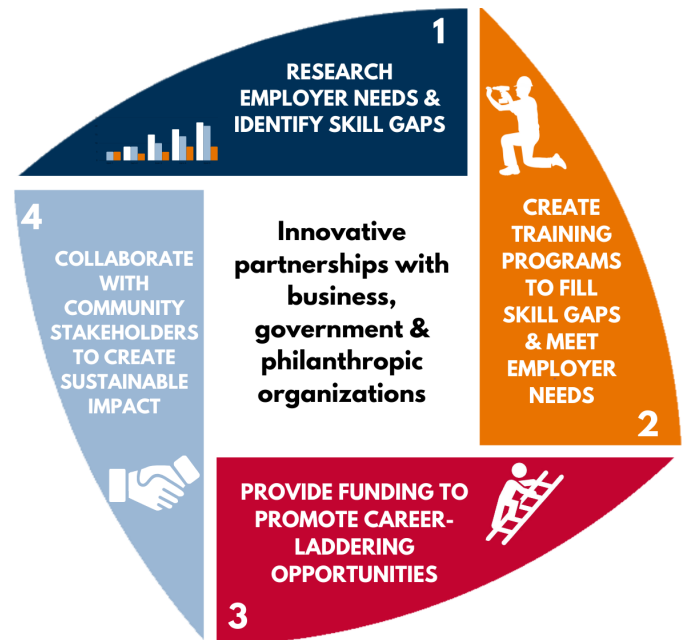 1
RESEARCH
EMPLOYER NEEDS &
IDENTIFY SKILL GAPS
CREATE
TRAINING
PROGRAMS
TO FILL
SKILL GAPS
& MEET
EMPLOYER
NEEDS
2
PROVIDE FUNDING TO
PROMOTE CAREER-
LADDERING
OPPORTUNITIES
3
4
COLLABORATE
WITH
COMMUNITY
STAKEHOLDERS
TO CREATE
SUSTAINABLE
IMPACT
Innovative
partnerships with
business,
government &
philanthropic
organizations